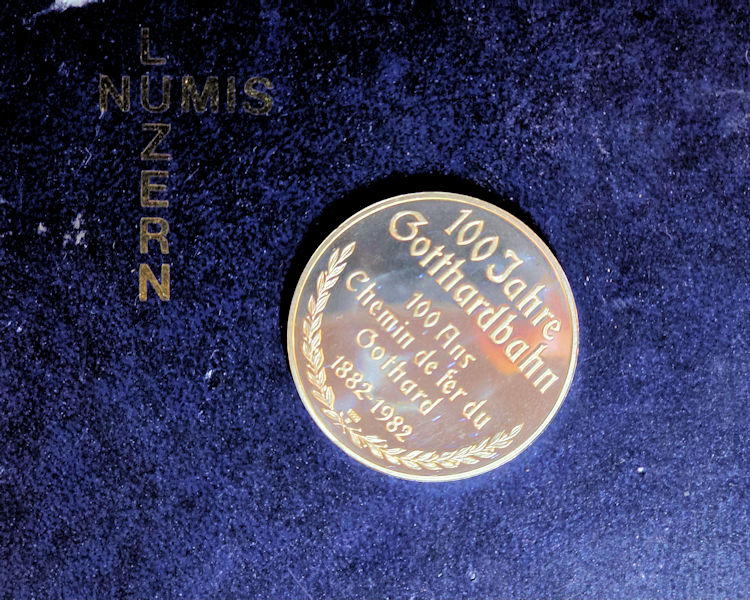 LUZERN
NUMIS
100 Jahre
Gotthardbahn
100 Ans
Chemin de fer du
Gothard
1882-1982